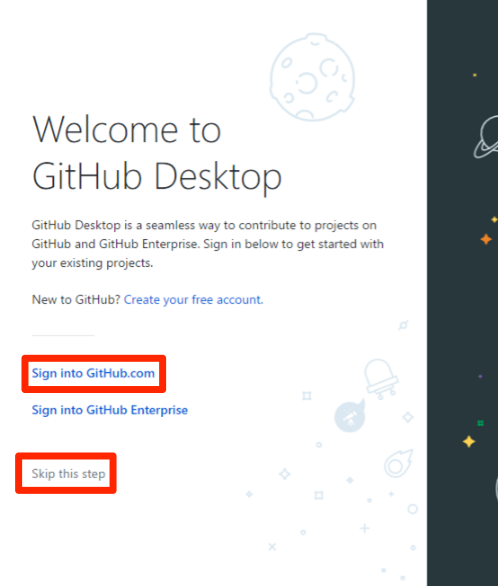 Welcome to
GitHub Desktop
GitHub Desktop is a seamless way to contribute to projects on
GitHub and GitHub Enterprise. Sign in below to get started with
your existing projects.
New to GitHub? Create your free account.
Sign into GitHub.com
Sign into GitHub Enterprise
Skip this step